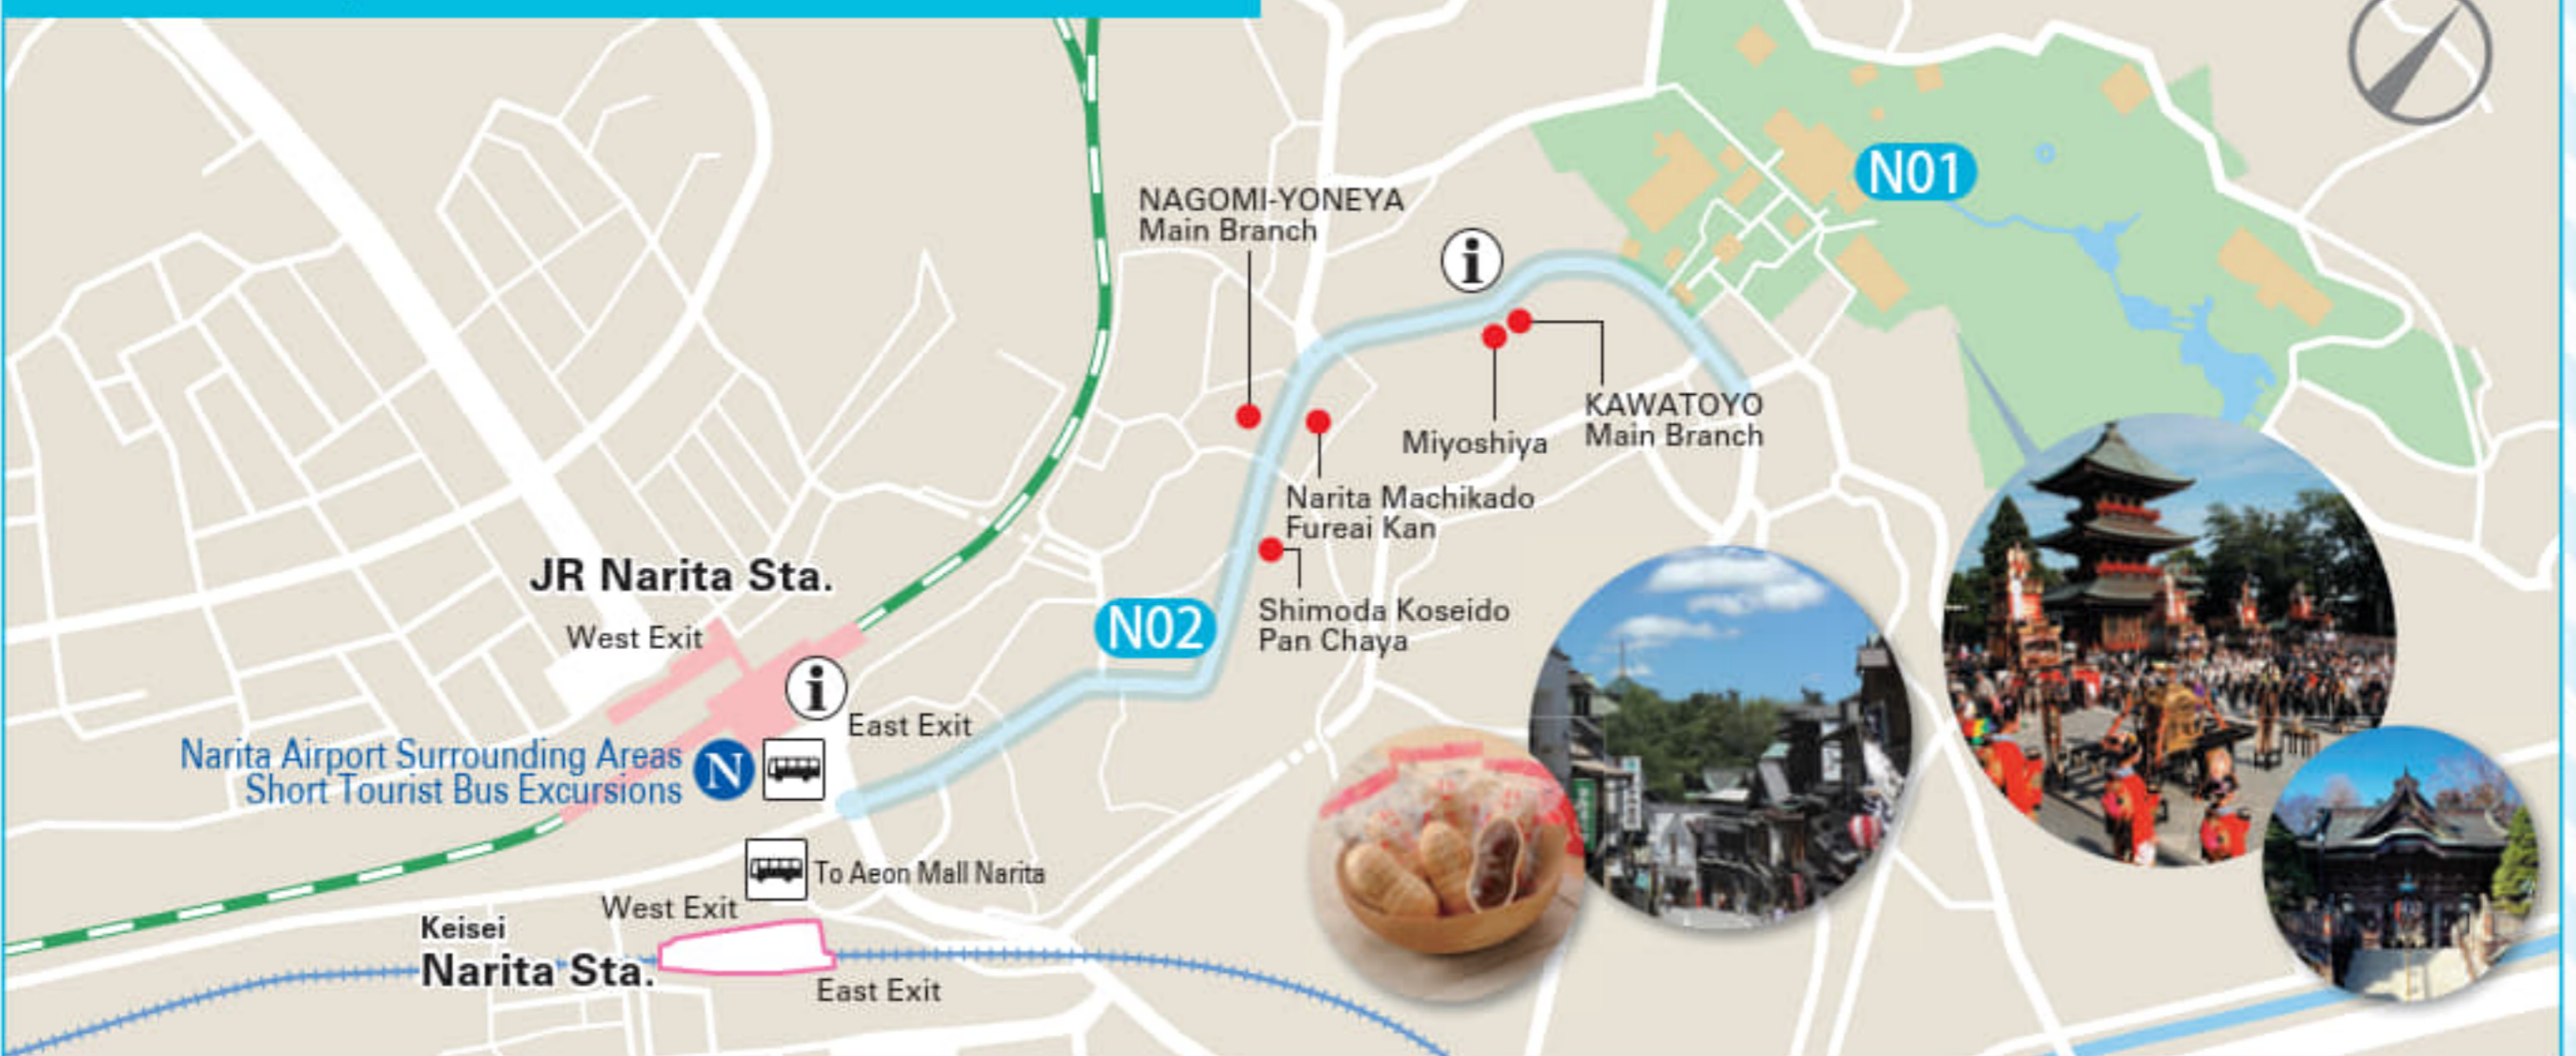 N01
NAGOMI-YONEYA
Main Branch
i
KAWATOYO
Main Branch
Miyoshiya
Narita Machikado
Fureai Kan
JR Narita Sta.
West Exit
N02
Shimoda Koseido
Pan Chaya
i
East Exit
Narita Airport Surrounding Areas
Short Tourist Bus Excursions
N
To Aeon Mall Narita
West Exit
Keisei
Narita Sta.
East Exit